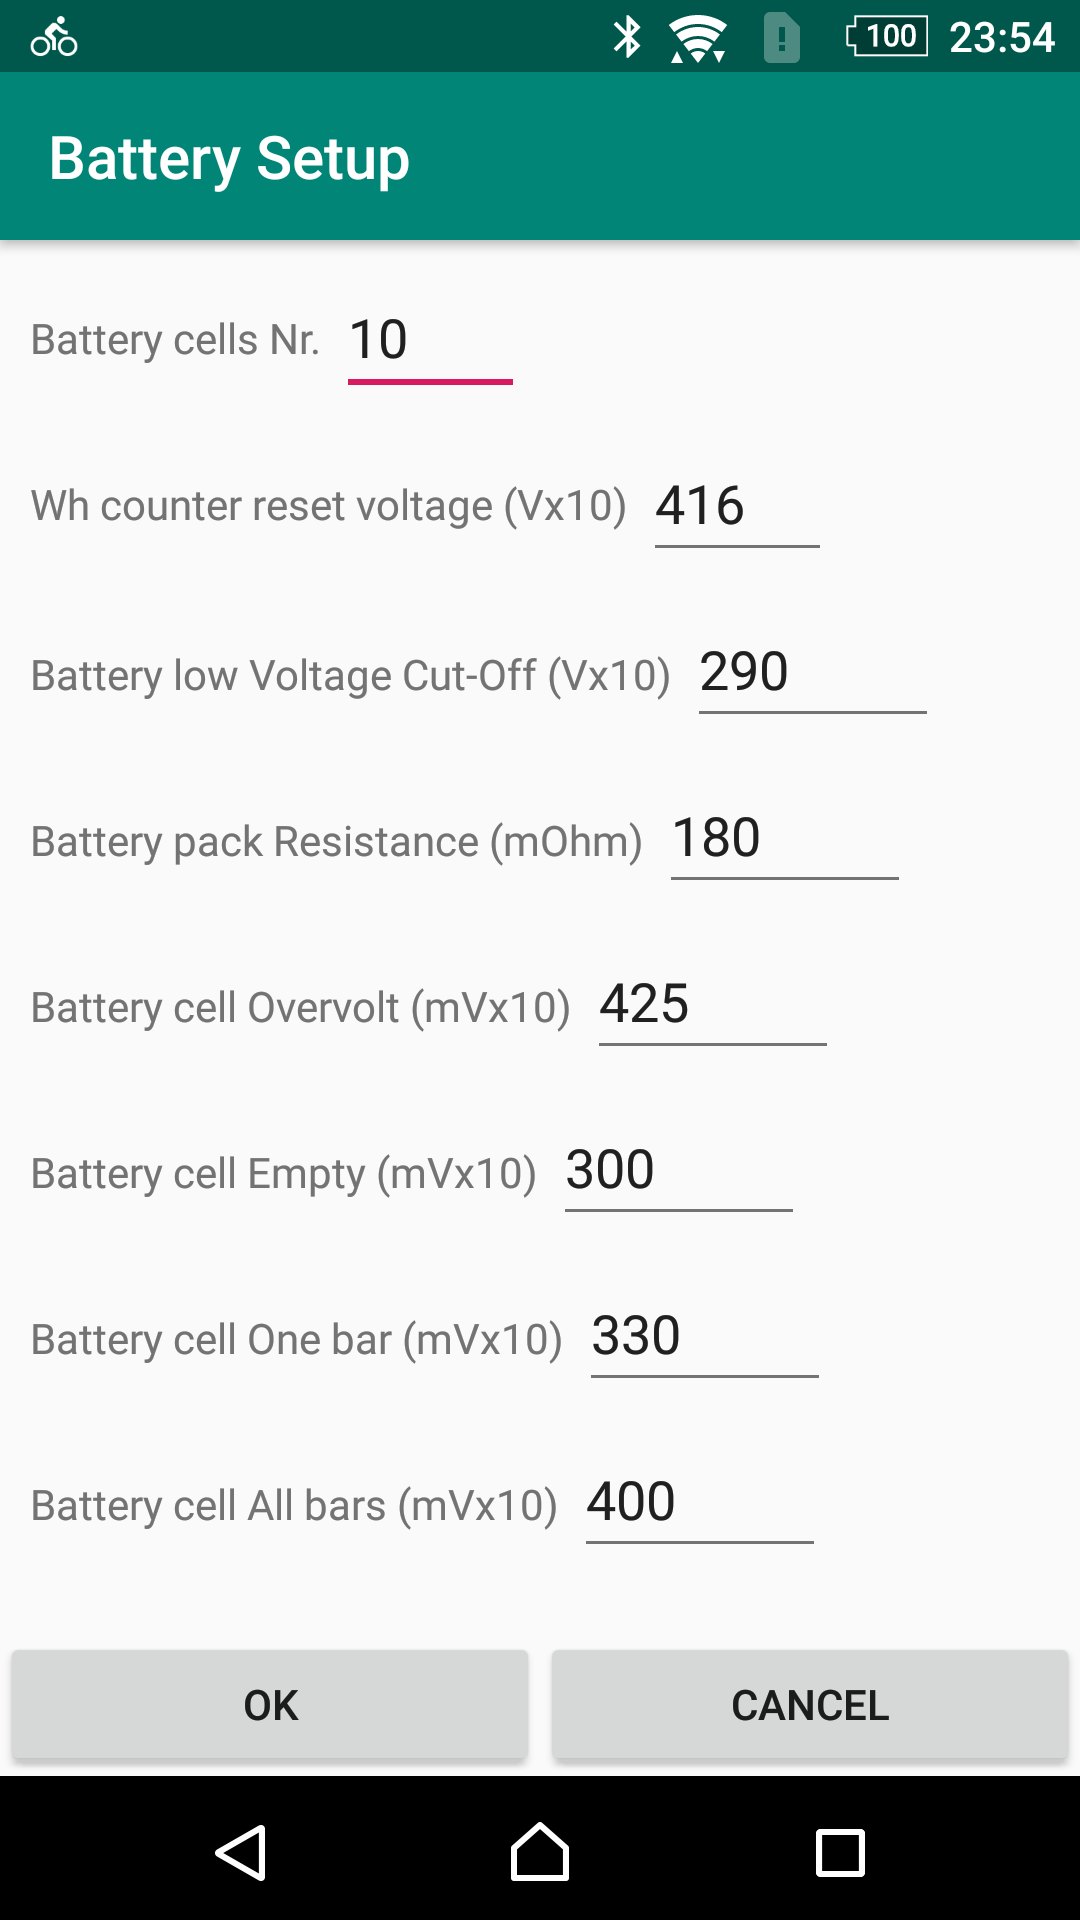 100 23:54
Battery Setup
Battery cells Nr. 10
Wh counter reset voltage (Vx10) 416
Battery low Voltage Cut-Off (Vx10) 290
Battery pack Resistance (mOhm) 180
Battery cell Overvolt (mVx10) 425
Battery cell Empty (mVx10) 300
Battery cell One bar (mVx10) 330
Battery cell All bars (mVx10) 400
OK CANCEL